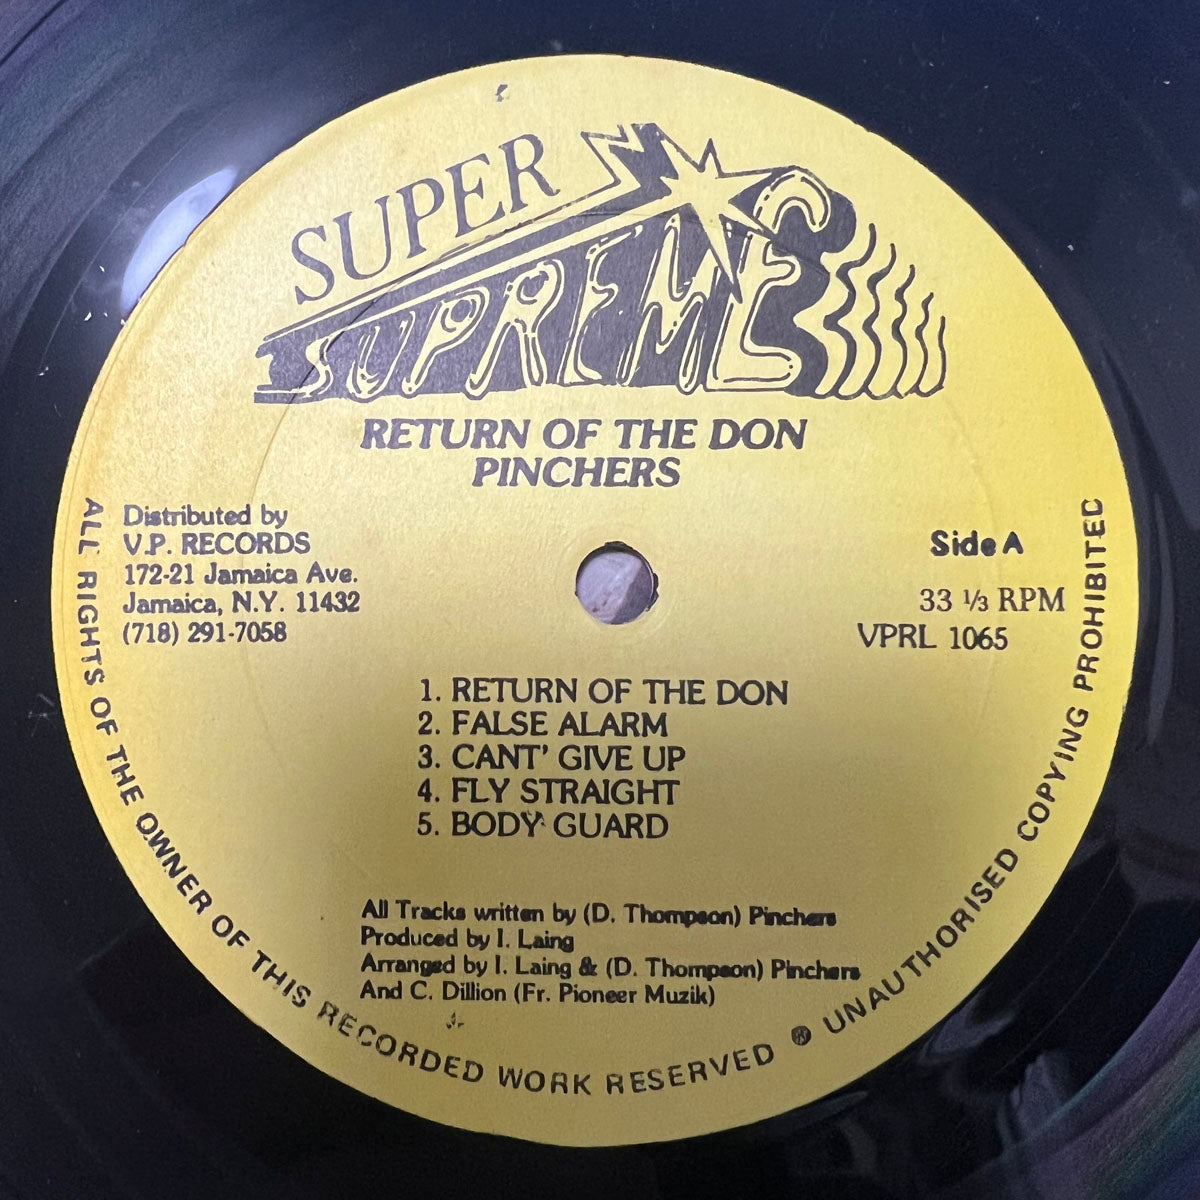 SUPER
SUPREME
RETURN OF THE DON
PINCHERS
Distributed by
V.P. RECORDS
172-21 Jamaica Ave.
Jamaica, N.Y. 11432
(718) 291-7058
Side A
33 ⅓ RPM
VPRL 1065
1. RETURN OF THE DON
2. FALSE ALARM
3. CANT' GIVE UP
4. FLY STRAIGHT
5. BODY GUARD
All Tracks written by (D. Thompson) Pinchers
Produced by I. Laing
Arranged by I. Laing & (D. Thompson) Pinchers
And C. Dillion (Fr. Pioneer Muzik)
ALL RIGHTS OF THE OWNER OF THIS RECORDED WORK RESERVED ℗ UNAUTHORISED COPYING PROHIBITED